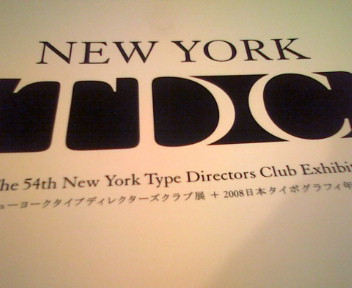 NEW YORK
TDC
The 54th New York Type Directors Club Exhibit
ューヨークタイプディレクターズクラブ展 + 2008日本タイポグラフィ年